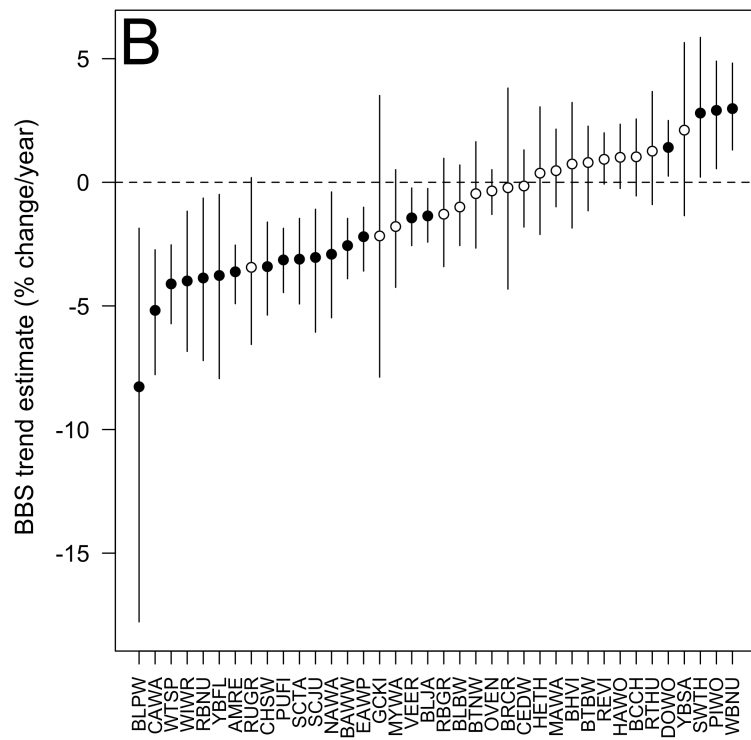 B
BBS trend estimate (% change/year)
5
0
-5
-10
-15
BLPW
CAWA
WTSP
WIWR
RBNU
YBFL
AMRE
RUGR
CHSW
PUFI
SCTA
SCJU
NAWA
BAWW
EAWP
GCKI
MYWA
VEER
BLJA
RBGR
BLBW
BTNW
OVEN
BRCR
CEDW
HETH
MAWA
BHVI
BTBW
REVI
HAWO
BCCH
RTHU
DOWO
YBSA
SWTH
PIWO
WBNU